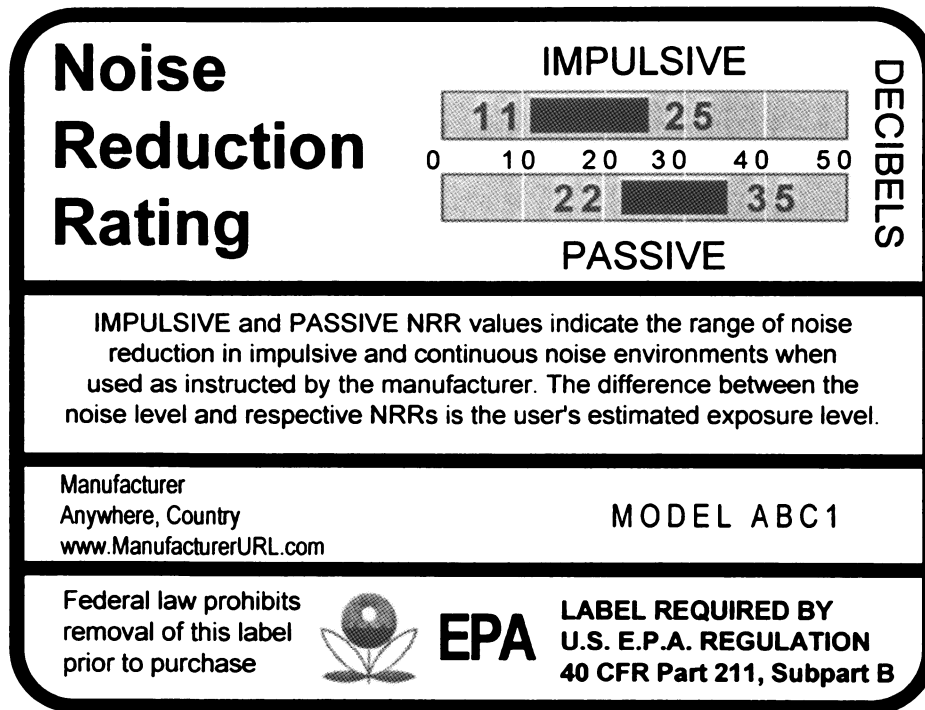 Noise
Reduction
Rating
IMPULSIVE
11 25
0 10 20 30 40 50
22 35
PASSIVE
DECIBELS
IMPULSIVE and PASSIVE NRR values indicate the range of noise
reduction in impulsive and continuous noise environments when
used as instructed by the manufacturer. The difference between the
noise level and respective NRRs is the user's estimated exposure level.
Manufacturer
Anywhere, Country
www.ManufacturerURL.com
MODEL ABC1
Federal law prohibits
removal of this label
prior to purchase
EPA
LABEL REQUIRED BY
U.S. E.P.A. REGULATION
40 CFR Part 211, Subpart B